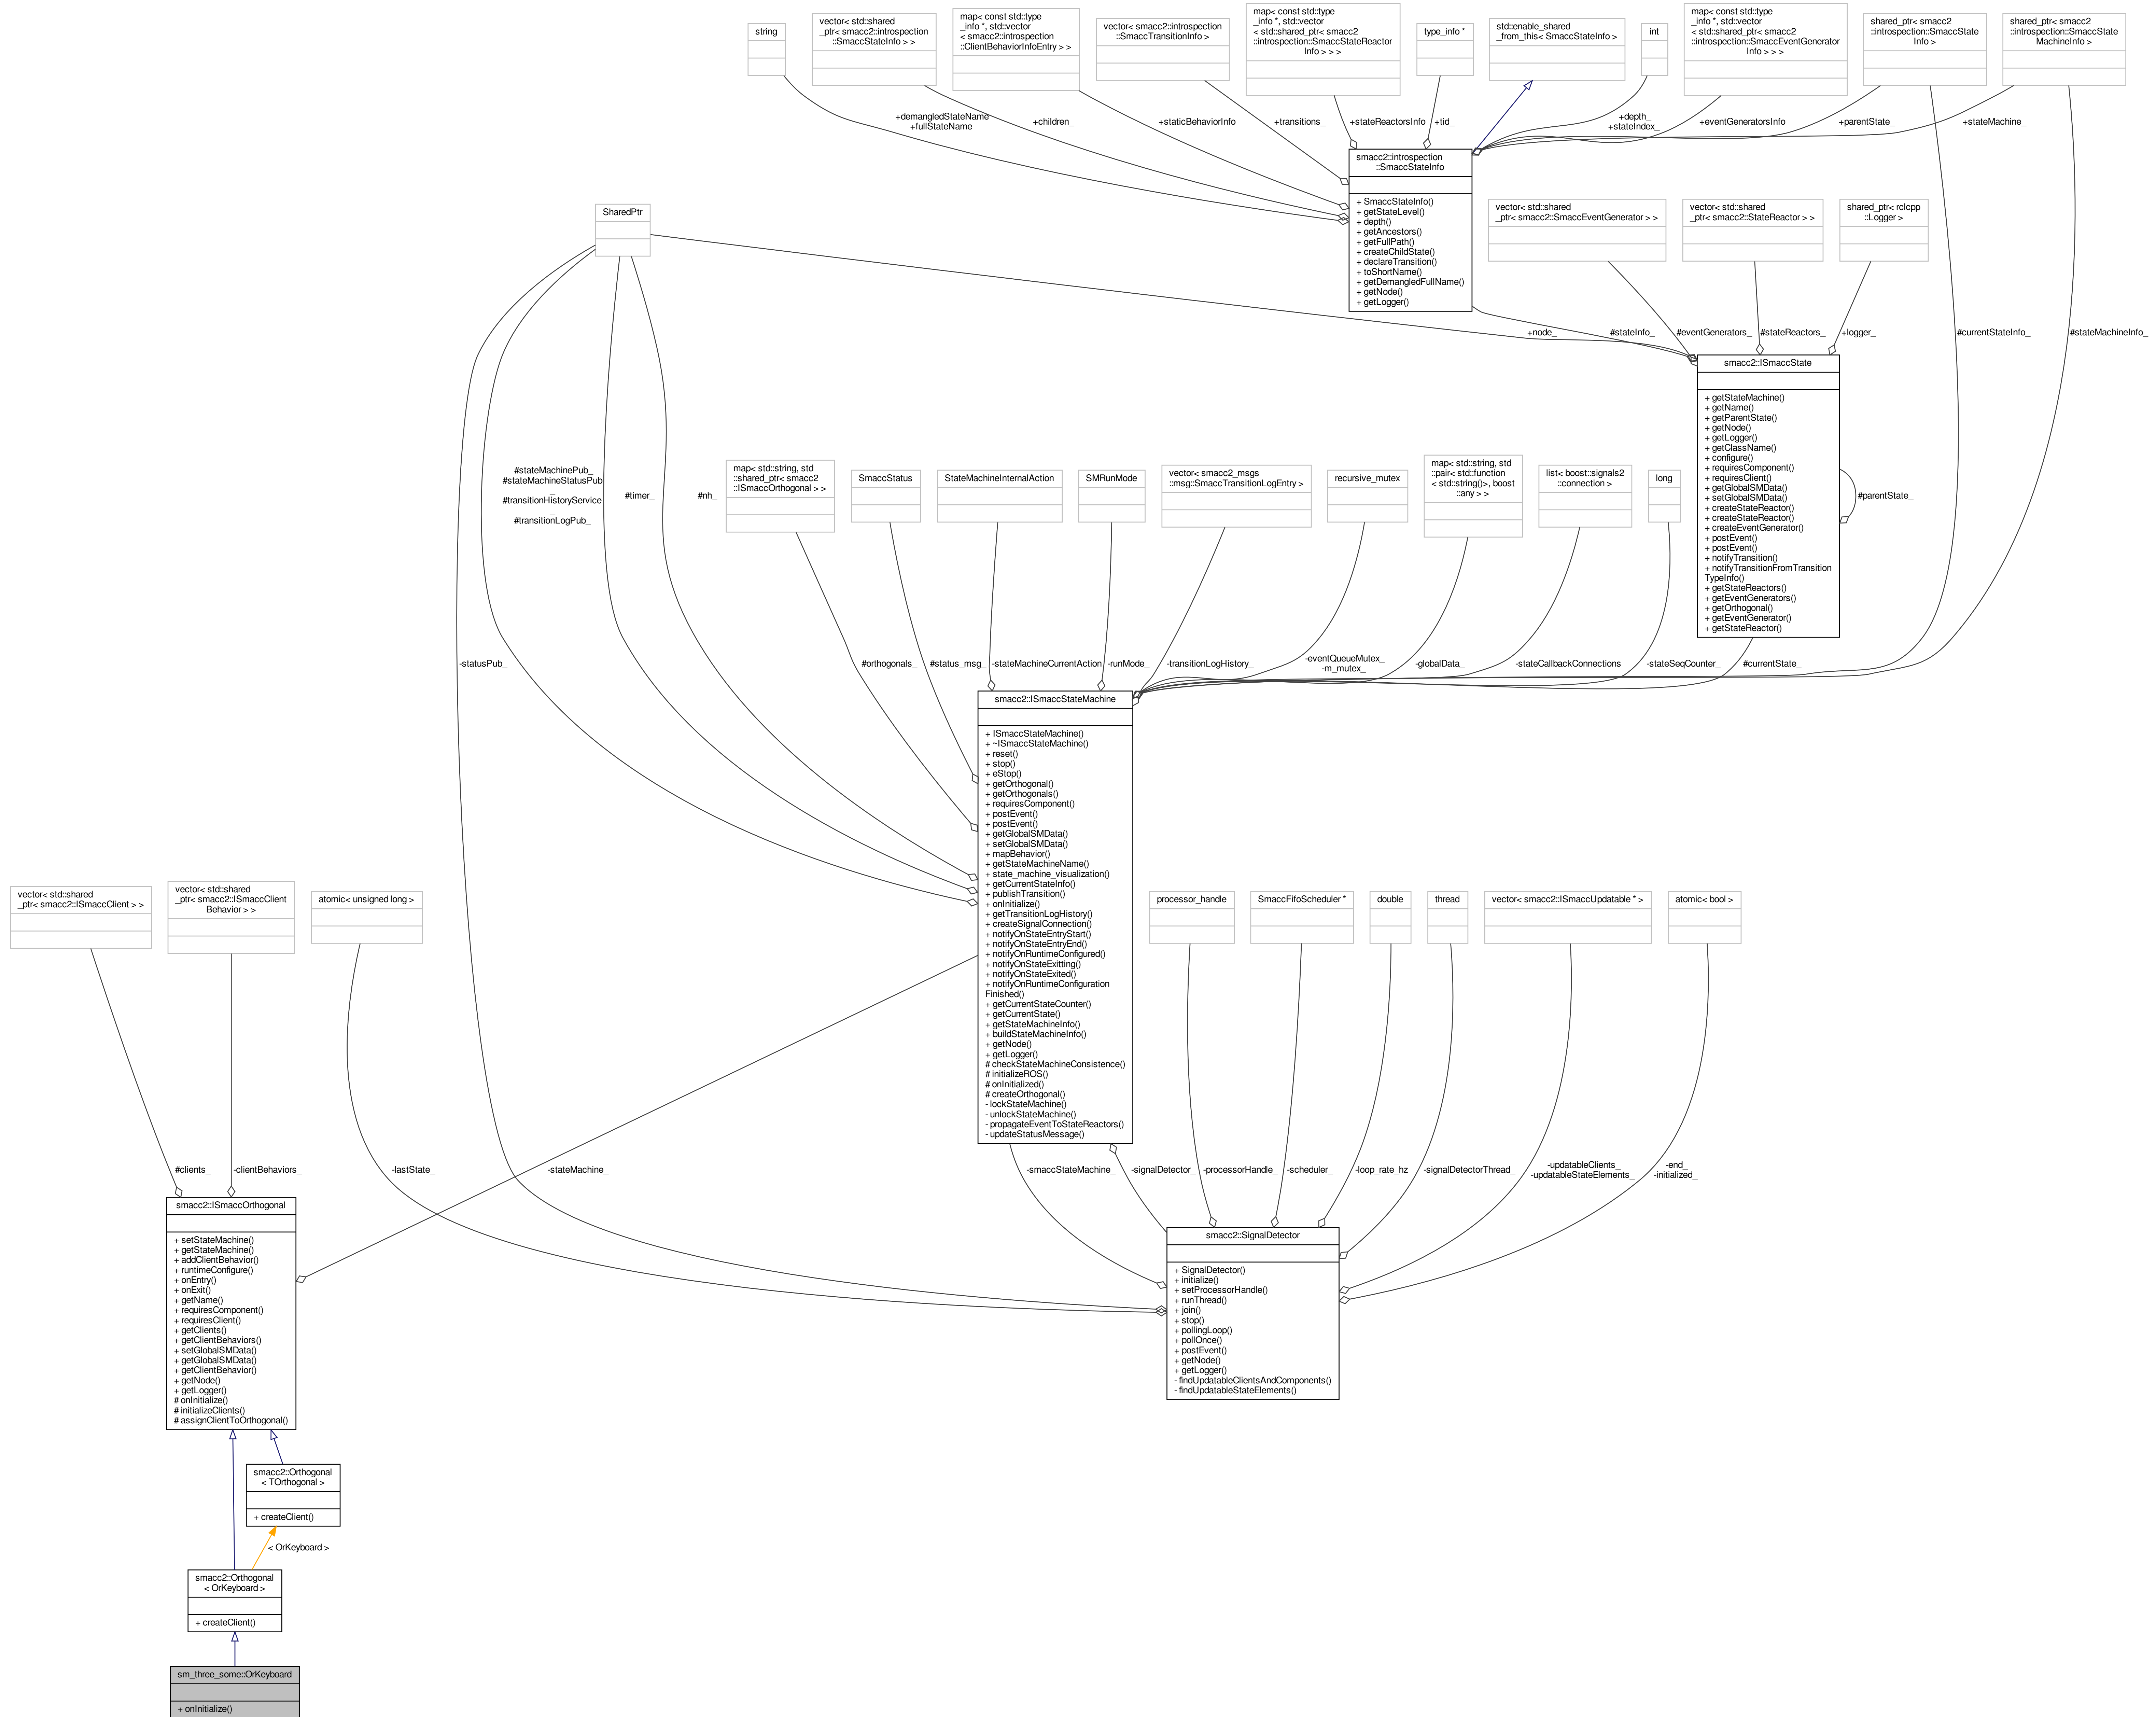 string
vector< std::shared
_ptr< smacc2::introspection
::SmaccStateInfo > >
map< const std::type
_info *, std::vector
< smacc2::introspection
::ClientBehaviorInfoEntry > >
vector< smacc2::introspection
::SmaccTransitionInfo >
map< const std::type
_info *, std::vector
< std::shared_ptr< smacc2
::introspection::SmaccStateReactor
Info > > >
type_info *
std::enable_shared
_from_this< SmaccStateInfo >
int
map< const std::type
_info *, std::vector
< std::shared_ptr< smacc2
::introspection::SmaccEventGenerator
Info > > >
shared_ptr< smacc2
::introspection::SmaccState
Info >
shared_ptr< smacc2
::introspection::SmaccState
MachineInfo >
+demangledStateName
+fullStateName
+children_
+staticBehaviorInfo
+transitions_
+stateReactorsInfo
+tid_
+depth_
+stateIndex_
+eventGeneratorsInfo
+parentState_
+stateMachine_
smacc2::introspection
::SmaccStateInfo
+ SmaccStateInfo()
+ getStateLevel()
+ depth()
+ getAncestors()
+ getFullPath()
+ createChildState()
+ declareTransition()
+ toShortName()
+ getDemangledFullName()
+ getNode()
+ getLogger()
SharedPtr
vector< std::shared
_ptr< smacc2::SmaccEventGenerator > >
vector< std::shared
_ptr< smacc2::StateReactor > >
shared_ptr< rclcpp
::Logger >
+node_
#stateInfo_
#eventGenerators_
#stateReactors_
+logger_
#currentStateInfo_
#stateMachineInfo_
smacc2::ISmaccState
+ getStateMachine()
+ getName()
+ getParentState()
+ getNode()
+ getLogger()
+ getClassName()
+ configure()
+ requiresComponent()
+ requiresClient()
+ getGlobalSMData()
+ setGlobalSMData()
+ createStateReactor()
+ createStateReactor()
+ createEventGenerator()
+ postEvent()
+ postEvent()
+ notifyTransition()
+ notifyTransitionFromTransition
TypeInfo()
+ getStateReactors()
+ getEventGenerators()
+ getOrthogonal()
+ getEventGenerator()
+ getStateReactor()
#parentState_
#stateMachinePub_
#stateMachineStatusPub
_
#transitionHistoryService
_
#transitionLogPub_
#timer_
#nh_
map< std::string, std
::shared_ptr< smacc2
::ISmaccOrthogonal > >
SmaccStatus
StateMachineInternalAction
SMRunMode
vector< smacc2_msgs
::msg::SmaccTransitionLogEntry >
recursive_mutex
map< std::string, std
::pair< std::function
< std::string()>, boost
::any > >
list< boost::signals2
::connection >
long
-statusPub_
#orthogonals_
#status_msg_
-stateMachineCurrentAction
-runMode_
-transitionLogHistory_
-eventQueueMutex_
-m_mutex_
-globalData_
-stateCallbackConnections
-stateSeqCounter_
#currentState_
smacc2::ISmaccStateMachine
+ ISmaccStateMachine()
+ ~ISmaccStateMachine()
+ reset()
+ stop()
+ eStop()
+ getOrthogonal()
+ getOrthogonals()
+ requiresComponent()
+ postEvent()
+ postEvent()
+ getGlobalSMData()
+ setGlobalSMData()
+ mapBehavior()
+ getStateMachineName()
+ state_machine_visualization()
+ getCurrentStateInfo()
+ publishTransition()
+ onInitialize()
+ getTransitionLogHistory()
+ createSignalConnection()
+ notifyOnStateEntryStart()
+ notifyOnStateEntryEnd()
+ notifyOnRuntimeConfigured()
+ notifyOnStateExitting()
+ notifyOnStateExited()
+ notifyOnRuntimeConfiguration
Finished()
+ getCurrentStateCounter()
+ getCurrentState()
+ getStateMachineInfo()
+ buildStateMachineInfo()
+ getNode()
+ getLogger()
# checkStateMachineConsistence()
# initializeROS()
# onInitialized()
# createOrthogonal()
- lockStateMachine()
- unlockStateMachine()
- propagateEventToStateReactors()
- updateStatusMessage()
vector< std::shared
_ptr< smacc2::ISmaccClient > >
vector< std::shared
_ptr< smacc2::ISmaccClient
Behavior > >
atomic< unsigned long >
processor_handle
SmaccFifoScheduler *
double
thread
vector< smacc2::ISmaccUpdatable * >
atomic< bool >
#clients_
-clientBehaviors_
-lastState_
-stateMachine_
-smaccStateMachine_
-signalDetector_
-processorHandle_
-scheduler_
-loop_rate_hz
-signalDetectorThread_
-updatableClients_
-updatableStateElements_
-end_
-initialized_
smacc2::ISmaccOrthogonal
+ setStateMachine()
+ getStateMachine()
+ addClientBehavior()
+ runtimeConfigure()
+ onEntry()
+ onExit()
+ getName()
+ requiresComponent()
+ requiresClient()
+ getClients()
+ getClientBehaviors()
+ setGlobalSMData()
+ getGlobalSMData()
+ getClientBehavior()
+ getNode()
+ getLogger()
# onInitialize()
# initializeClients()
# assignClientToOrthogonal()
smacc2::SignalDetector
+ SignalDetector()
+ initialize()
+ setProcessorHandle()
+ runThread()
+ join()
+ stop()
+ pollingLoop()
+ pollOnce()
+ postEvent()
+ getNode()
+ getLogger()
- findUpdatableClientsAndComponents()
- findUpdatableStateElements()
smacc2::Orthogonal
< TOrthogonal >
+ createClient()
< OrKeyboard >
smacc2::Orthogonal
< OrKeyboard >
+ createClient()
sm_three_some::OrKeyboard
+ onInitialize()